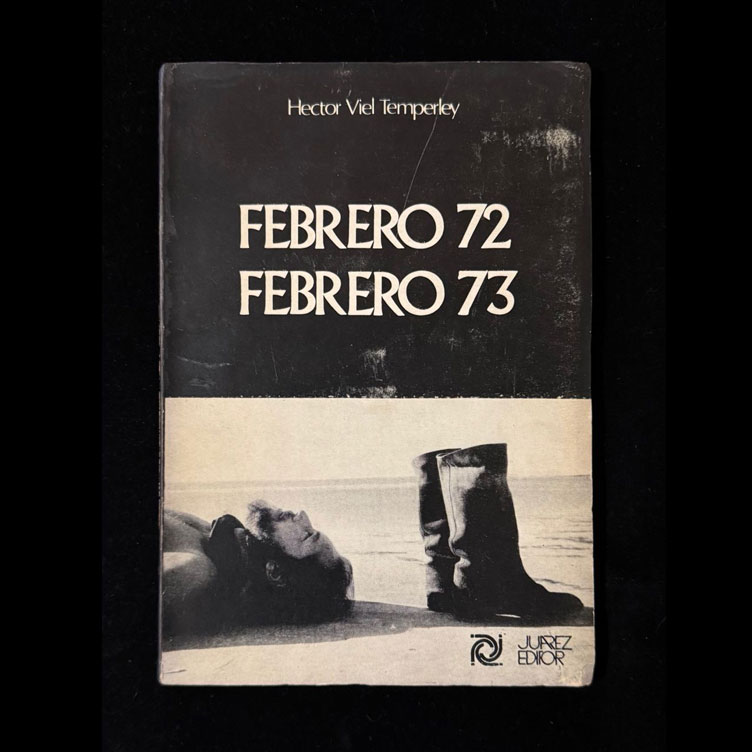 Hector Viel Temperley
FEBRERO 72
FEBRERO 73
JUAREZ
EDITOR